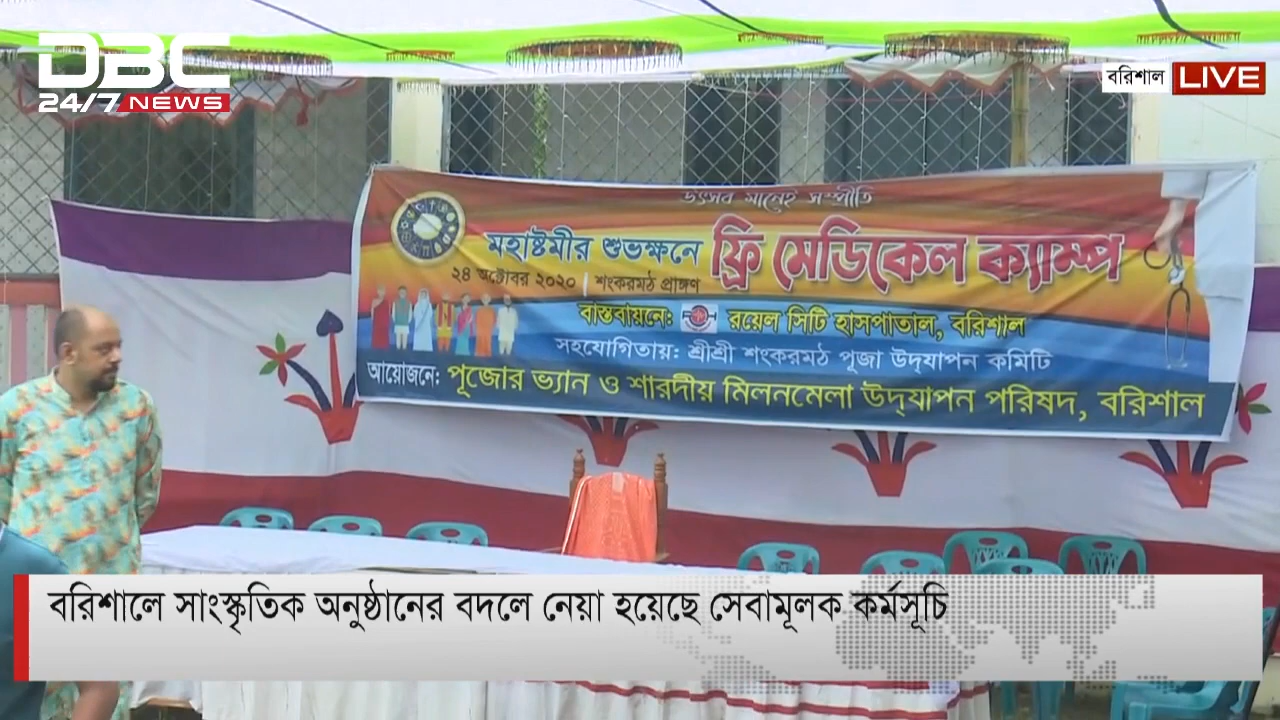 DBC
24/7 NEWS
বরিশাল LIVE
উৎসব মানেই সম্প্রীতি
মহাষ্টমীর শুভক্ষনে ফ্রি মেডিকেল ক্যাম্প
২৪ অক্টোবর ২০২০ | শংকরমঠ প্রাঙ্গণ
বাস্তবায়নে: রয়েল সিটি হাসপাতাল, বরিশাল
সহযোগিতায়: শ্রীশ্রী শংকরমঠ পূজা উদ্‌যাপন কমিটি
আয়োজনে: পূজোর ভ্যান ও শারদীয় মিলনমেলা উদ্‌যাপন পরিষদ, বরিশাল
বরিশালে সাংস্কৃতিক অনুষ্ঠানের বদলে নেয়া হয়েছে সেবামূলক কর্মসূচি